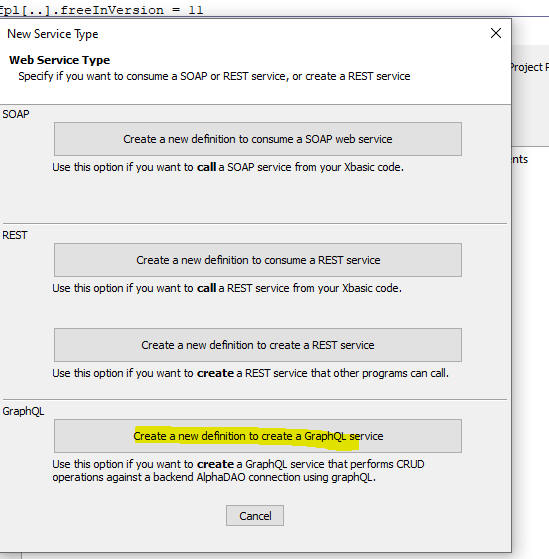 fpl[..].freeInVersion = 11
New Service Type
Web Service Type
Specify if you want to consume a SOAP or REST service, or create a REST service
Project P
nts
SOAP
Create a new definition to consume a SOAP web service
Use this option if you want to call a SOAP service from your Xbasic code.
REST
Create a new definition to consume a REST service
Use this option if you want to call a REST service from your Xbasic code.
Create a new definition to create a REST service
Use this option if you want to create a REST service that other programs can call.
GraphQL
Create a new definition to create a GraphQL service
Use this option if you want to create a GraphQL service that performs CRUD
operations against a backend AlphaDAO connection using graphQL.
Cancel